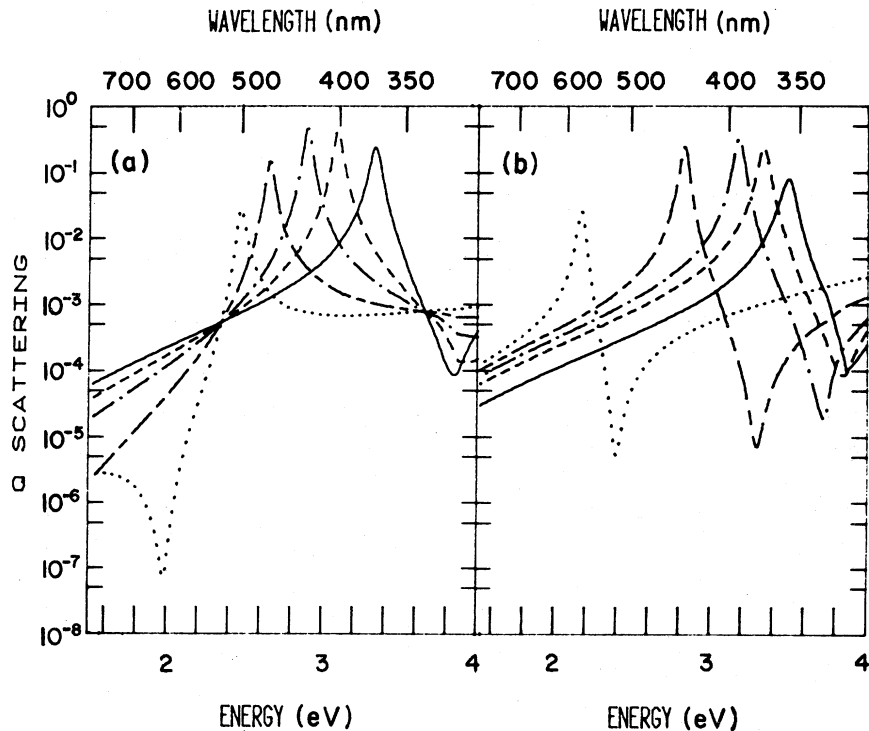 WAVELENGTH (nm) WAVELENGTH (nm)
700 600 500 400 350 700 600 500 400 350
10⁰
10⁻¹
10⁻²
10⁻³
10⁻⁴
10⁻⁵
10⁻⁶
10⁻⁷
10⁻⁸
(a) (b)
Q SCATTERING
2 3 4 2 3 4
ENERGY (eV) ENERGY (eV)